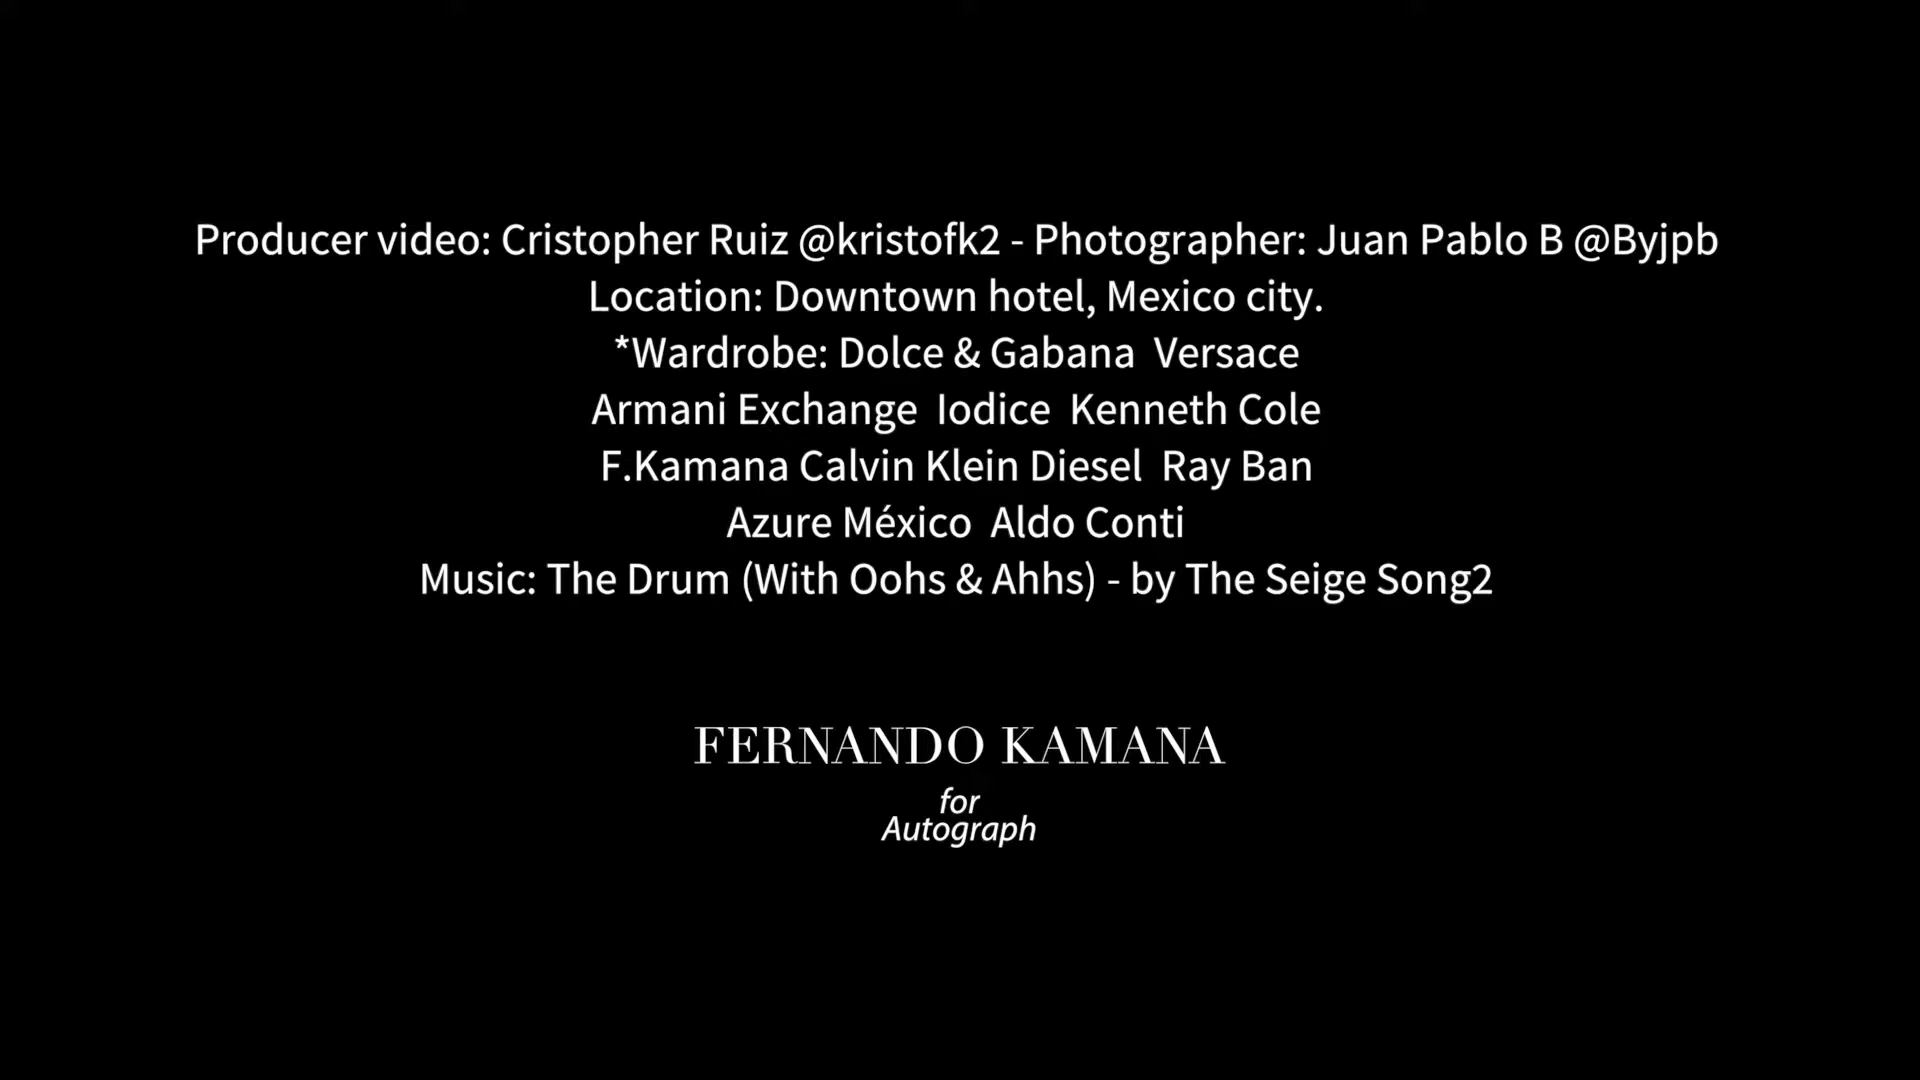 Producer video: Cristopher Ruiz @kristofk2 - Photographer: Juan Pablo B @Byjpb
Location: Downtown hotel, Mexico city.
*Wardrobe: Dolce & Gabana  Versace
Armani Exchange  Iodice  Kenneth Cole
F.Kamana Calvin Klein Diesel  Ray Ban
Azure México  Aldo Conti
Music: The Drum (With Oohs & Ahhs) - by The Seige Song2
FERNANDO KAMANA
for
Autograph